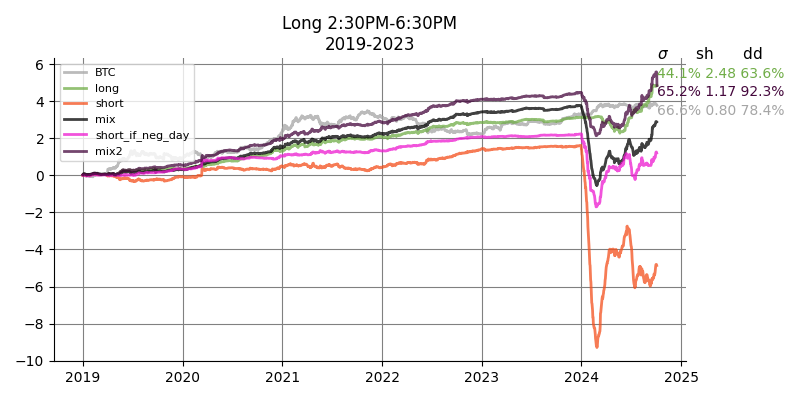 Long 2:30PM-6:30PM
2019-2023
σ sh dd
44.1% 2.48 63.6%
65.2% 1.17 92.3%
66.6% 0.80 78.4%
BTC
long
short
mix
short_if_neg_day
mix2
6
4
2
0
−2
−4
−6
−8
−10
2019 2020 2021 2022 2023 2024 2025